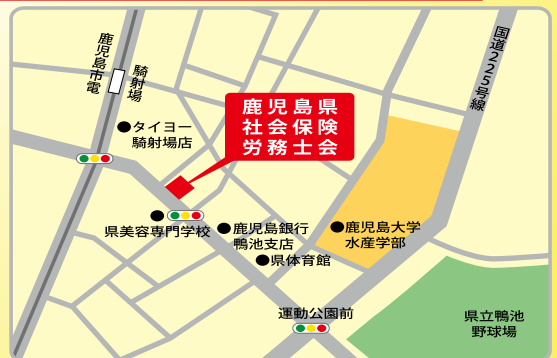 鹿児島市電
騎射場
国道225号線
鹿児島県
社会保険
労務士会
タイヨー
騎射場店
県美容専門学校
鹿児島銀行
鴨池支店
県体育館
鹿児島大学
水産学部
運動公園前
県立鴨池
野球場